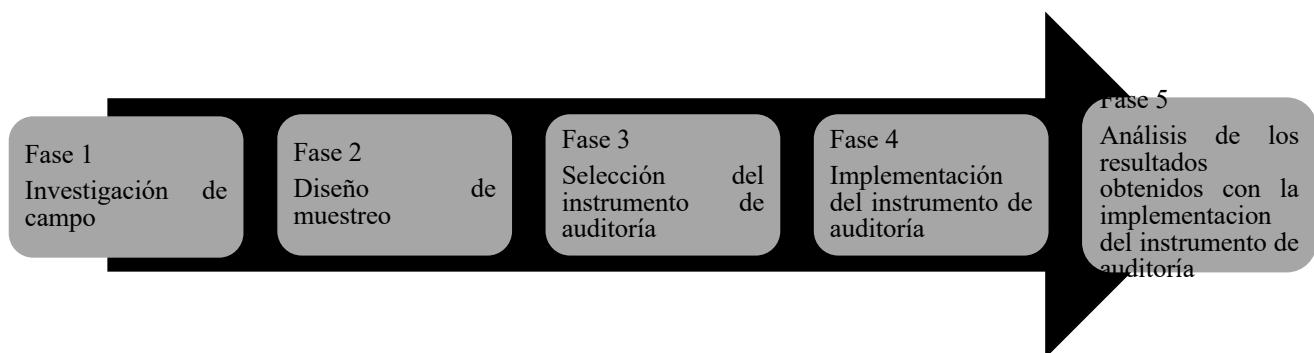 Fase 1
Investigación de
campo
Fase 2
Diseño de
muestreo
Fase 3
Selección del
instrumento de
auditoría
Fase 4
Implementación
del instrumento de
auditoría
Fase 5
Análisis de los
resultados
obtenidos con la
implementacion
del instrumento de
auditoría